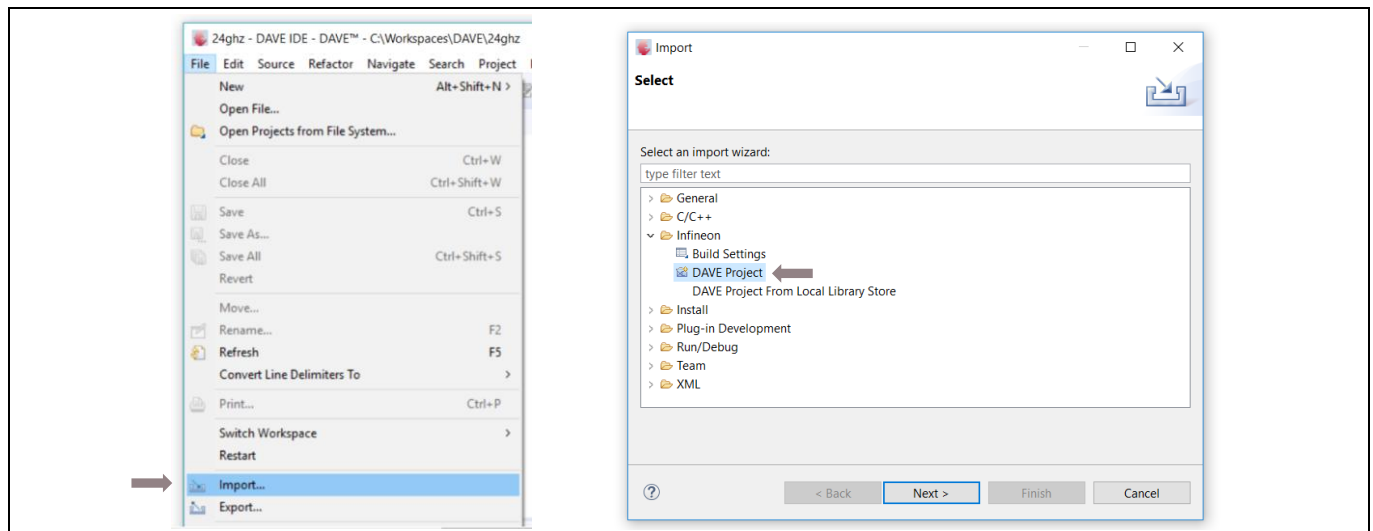 24ghz - DAVE IDE - DAVE™ - C:\Workspaces\DAVE\24ghz
File Edit Source Refactor Navigate Search Project
New Alt+Shift+N >
Open File...
Open Projects from File System...
Close Ctrl+W
Close All Ctrl+Shift+W
Save Ctrl+S
Save As...
Save All Ctrl+Shift+S
Revert
Move...
Rename... F2
Refresh F5
Convert Line Delimiters To >
Print... Ctrl+P
Switch Workspace >
Restart
Import...
Export...
Import
Select
Select an import wizard:
type filter text
> General
> C/C++
Infineon
Build Settings
DAVE Project
DAVE Project From Local Library Store
> Install
> Plug-in Development
> Run/Debug
> Team
> XML
? < Back Next > Finish Cancel